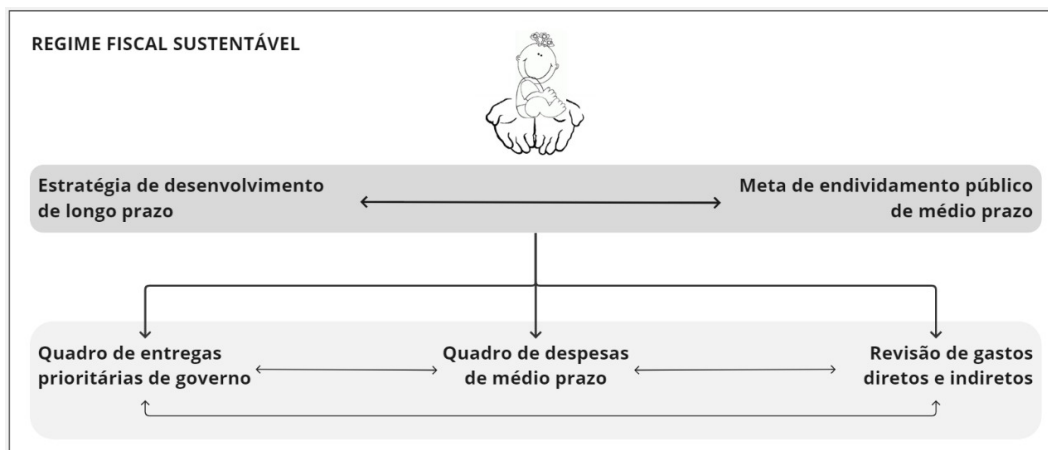 REGIME FISCAL SUSTENTÁVEL
Estratégia de desenvolvimento
de longo prazo
Meta de endividamento público
de médio prazo
Quadro de entregas
prioritárias de governo
Quadro de despesas
de médio prazo
Revisão de gastos
diretos e indiretos